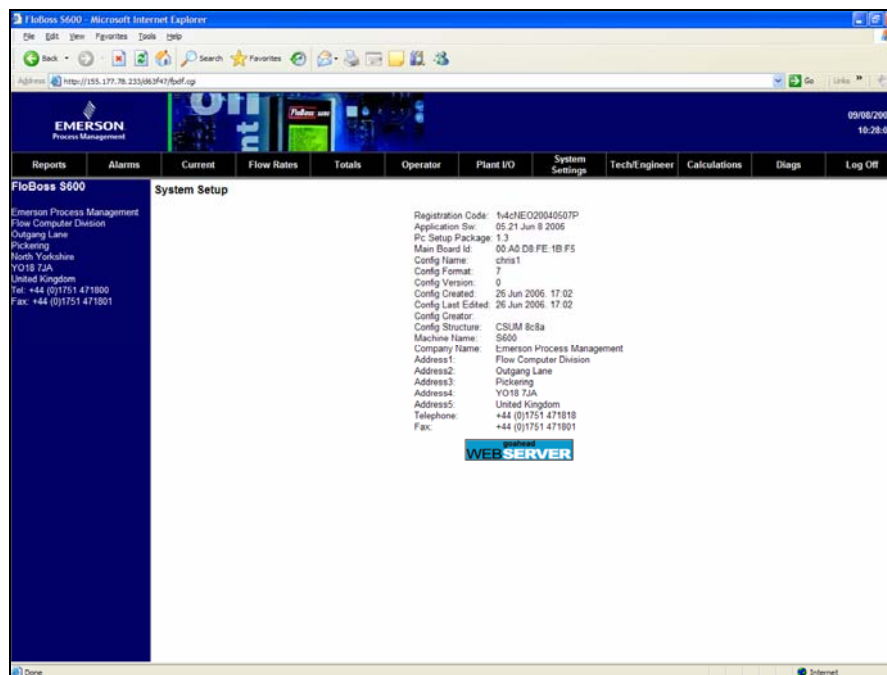 FloBoss S600 - Microsoft Internet Explorer
File Edit View Favorites Tools Help
Back Search Favorites
Address http://155.177.78.233/d63f47/fbdf.cgi Go Links »
EMERSON
Process Management
09/08/200
10:28:0
Reports Alarms Current Flow Rates Totals Operator Plant I/O System Settings Tech/Engineer Calculations Diags Log Off
FloBoss S600
Emerson Process Management
Flow Computer Division
Outgang Lane
Pickering
North Yorkshire
YO18 7JA
United Kingdom
Tel: +44 (0)1751 471800
Fax: +44 (0)1751 471801
System Setup
Registration Code: 1v4cNEO20040507P
Application Sw: 05.21 Jun 8 2006
Pc Setup Package: 1.3
Main Board Id: 00:A0:D8:FE:1B:F5
Config Name: chris1
Config Format: 7
Config Version: 0
Config Created: 26 Jun 2006. 17:02
Config Last Edited: 26 Jun 2006. 17:02
Config Creator:
Config Structure: CSUM 8c8a
Machine Name: S600
Company Name: Emerson Process Management
Address1: Flow Computer Division
Address2: Outgang Lane
Address3: Pickering
Address4: YO18 7JA
Address5: United Kingdom
Telephone: +44 (0)1751 471818
Fax: +44 (0)1751 471801
goahead
WEBSERVER
Done Internet